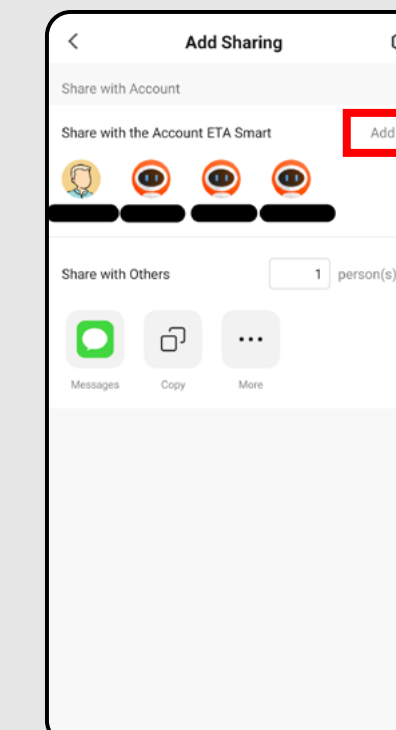 Add Sharing
Share with Account
Share with the Account ETA Smart
Add
Share with Others
1 person(s)
Messages Copy More